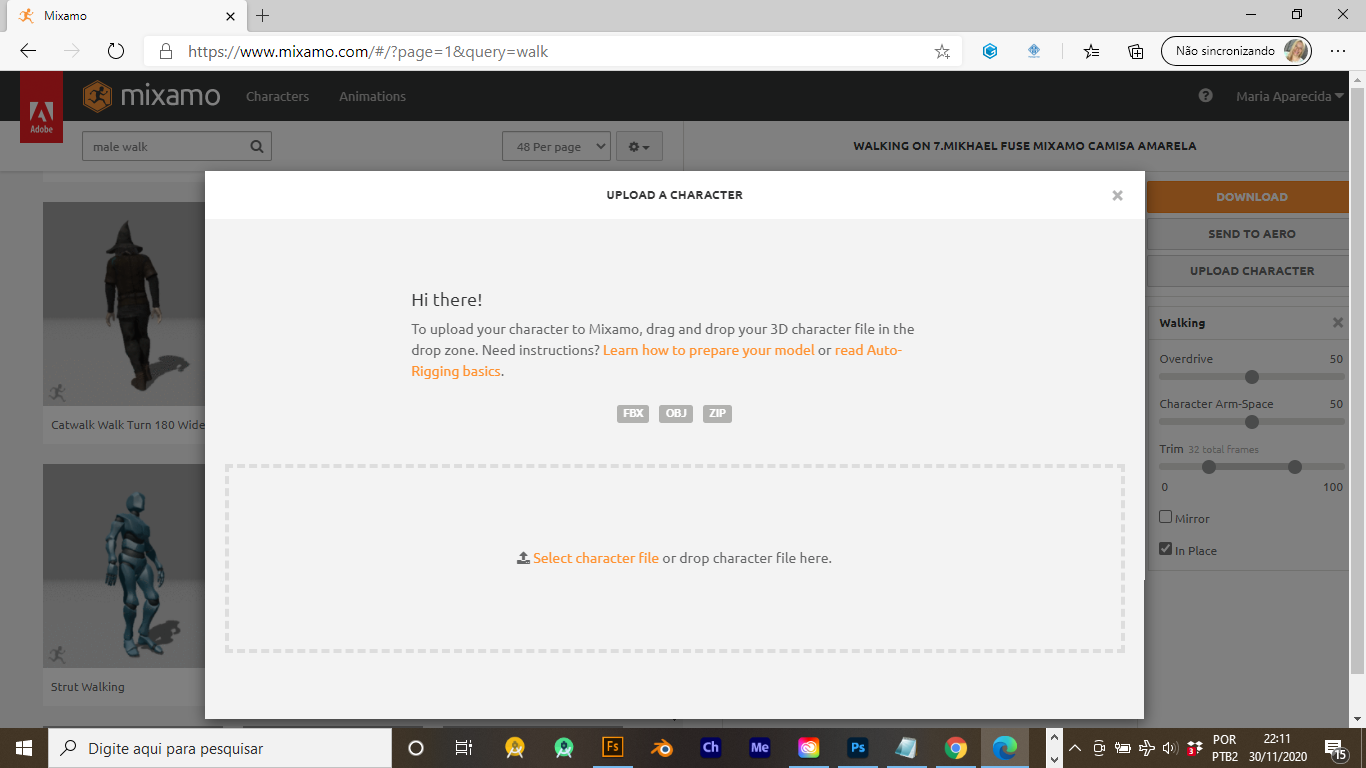 Mixamo
https://www.mixamo.com/#/?page=1&query=walk
Não sincronizando
Adobe
mixamo
Characters
Animations
Maria Aparecida
male walk
48 Per page
WALKING ON 7.MIKHAEL FUSE MIXAMO CAMISA AMARELA
UPLOAD A CHARACTER
DOWNLOAD
SEND TO AERO
UPLOAD CHARACTER
Hi there!
To upload your character to Mixamo, drag and drop your 3D character file in the
drop zone. Need instructions? Learn how to prepare your model or read Auto-
Rigging basics.
FBX OBJ ZIP
Select character file or drop character file here.
Catwalk Walk Turn 180 Wide
Strut Walking
Walking
Overdrive 50
Character Arm-Space 50
Trim 32 total frames
0 100
Mirror
In Place
Digite aqui para pesquisar
Fs
Ch
Me
Ps
3
POR
PTB2
22:11
30/11/2020
15